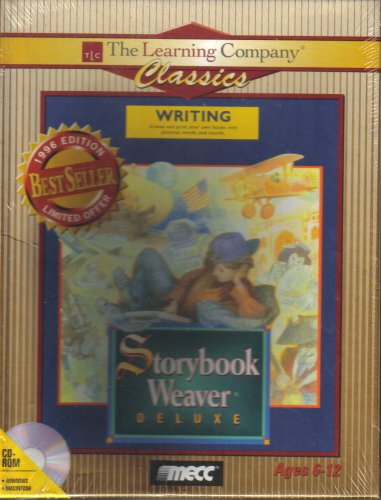 TLC The Learning Company®
Classics
WRITING
Create and print your own books with
pictures, words and sounds.
1996 EDITION
BEST SELLER
LIMITED OFFER
Storybook
Weaver®
DELUXE
CD-
ROM
• WINDOWS
• MACINTOSH
mecc®
Ages 6-12